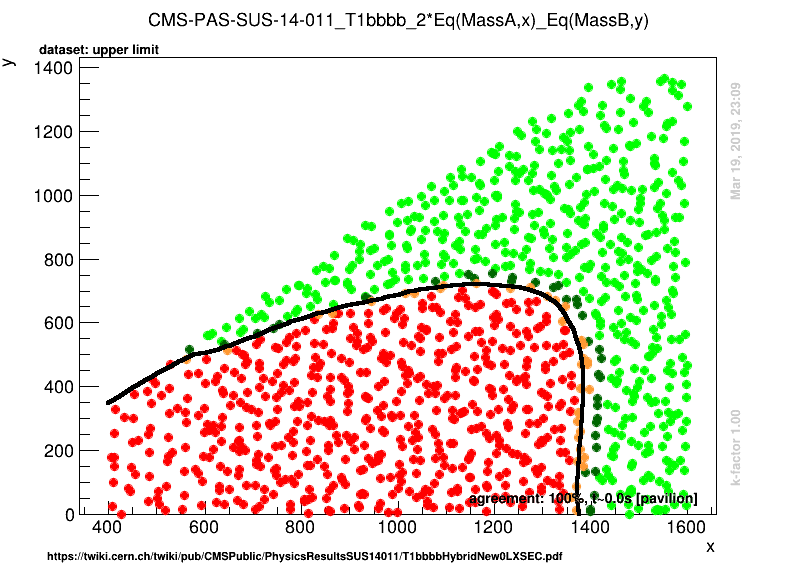 CMS-PAS-SUS-14-011_T1bbbb_2*Eq(MassA,x)_Eq(MassB,y)
dataset: upper limit
y
1400
1200
1000
800
600
400
200
0
400 600 800 1000 1200 1400 1600
x
agreement: 100%, t~0.0s [pavilion]
https://twiki.cern.ch/twiki/pub/CMSPublic/PhysicsResultsSUS14011/T1bbbbHybridNew0LXSEC.pdf
Mar 19, 2019, 23:09
k-factor 1.00